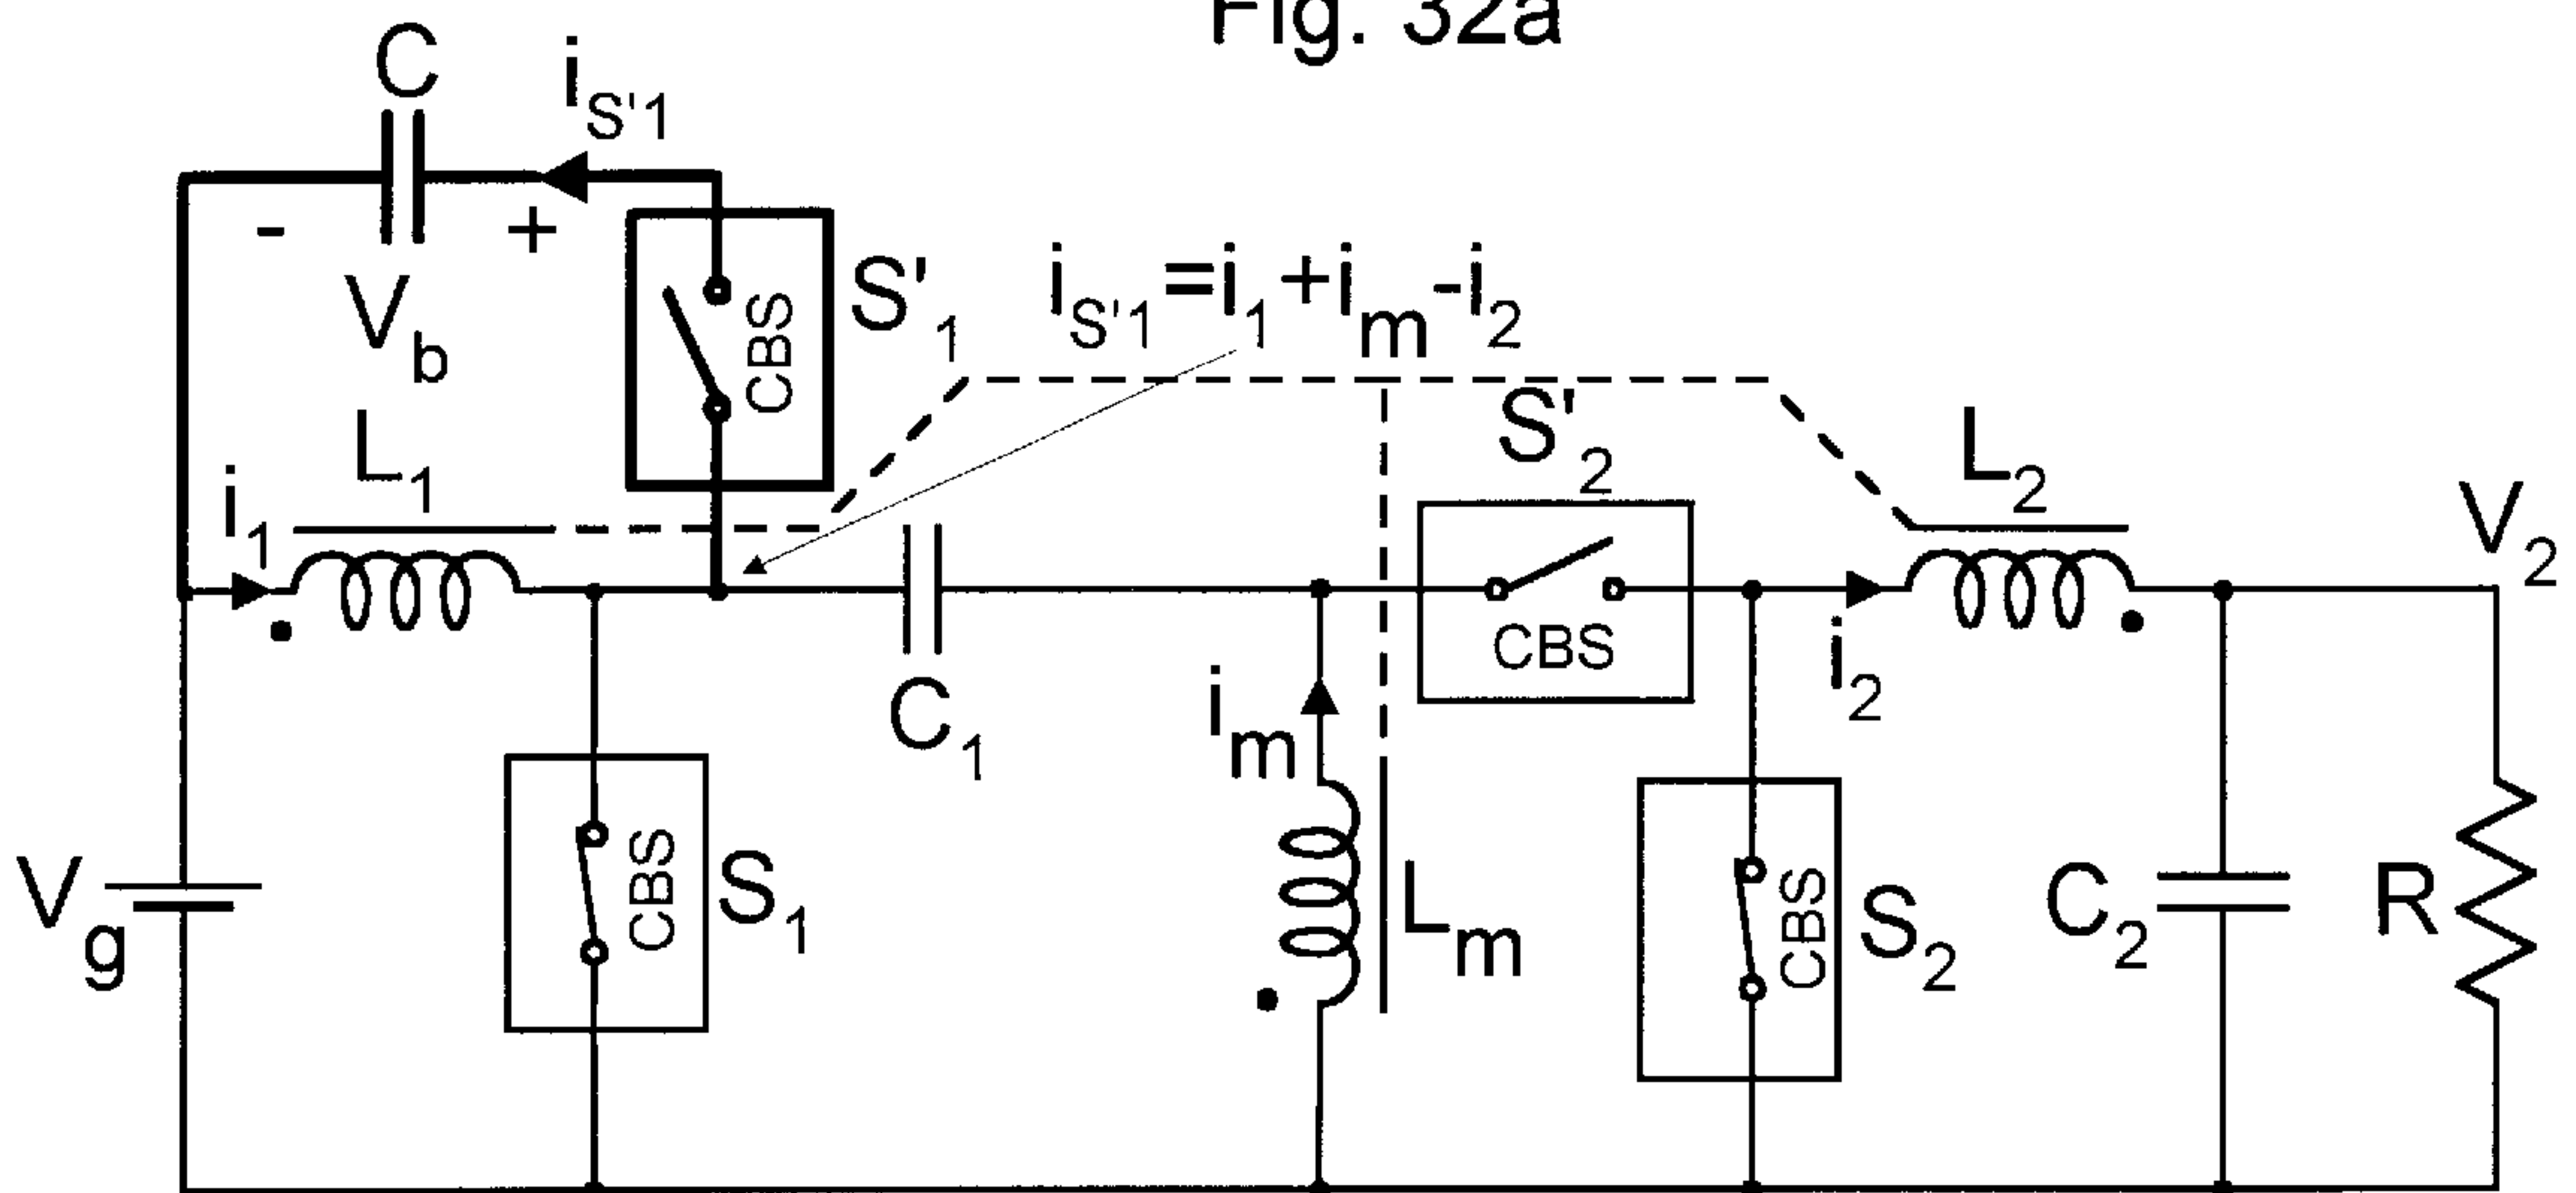 Fig. 32a
C
i_S'1
- +
V_b
CBS
S'_1
i_S'1=i_1+i_m-i_2
L_1
i_1
S'_2
CBS
L_2
V_2
C_1
i_m
i_2
L_m
V_g
CBS
S_1
CBS
S_2
C_2
R